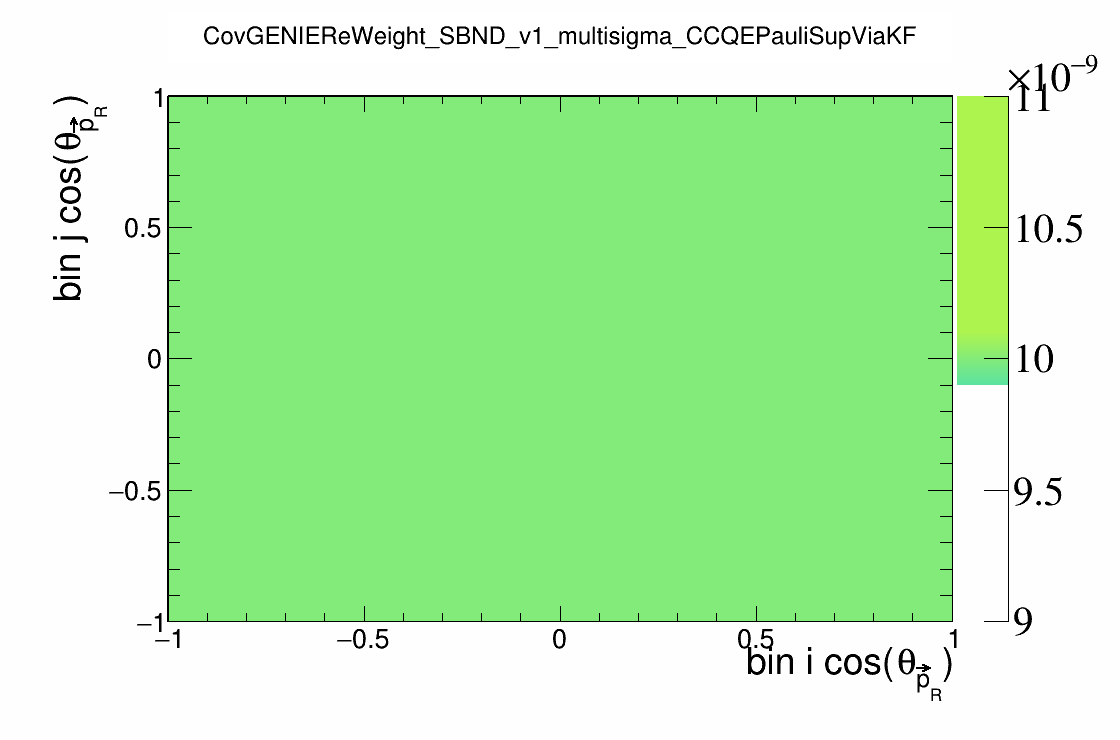 CovGENIEReWeight_SBND_v1_multisigma_CCQEPauliSupViaKF
×10⁻⁹
bin j cos(θ_p⃗_R)
1
0.5
0
−0.5
−1
11
10.5
10
9.5
9
−1 −0.5 0 0.5 1
bin i cos(θ_p⃗_R)